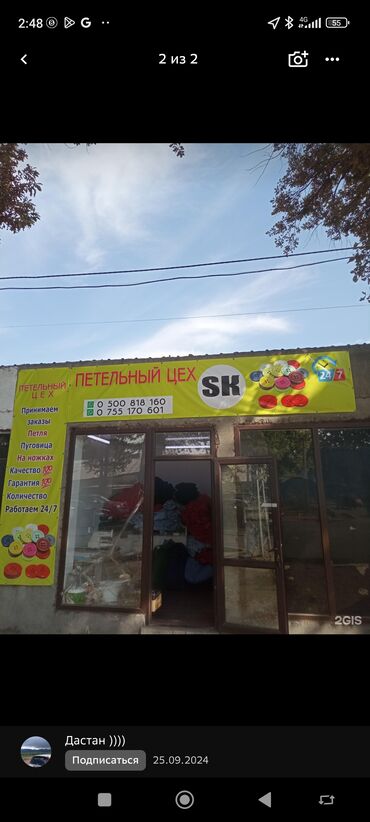 2:48
4G
55
2 из 2
ПЕТЕЛЬНЫЙ ЦЕХ
0 500 818 160
0 755 170 601
SK
24/7
ПЕТЕЛЬНЫЙ
ЦЕХ
Принимаем
заказы
Петля
Пуговица
На ножках
Качество 100
Гарантия 100
Количество
Работаем 24/7
2GIS
Дастан ))))
Подписаться
25.09.2024